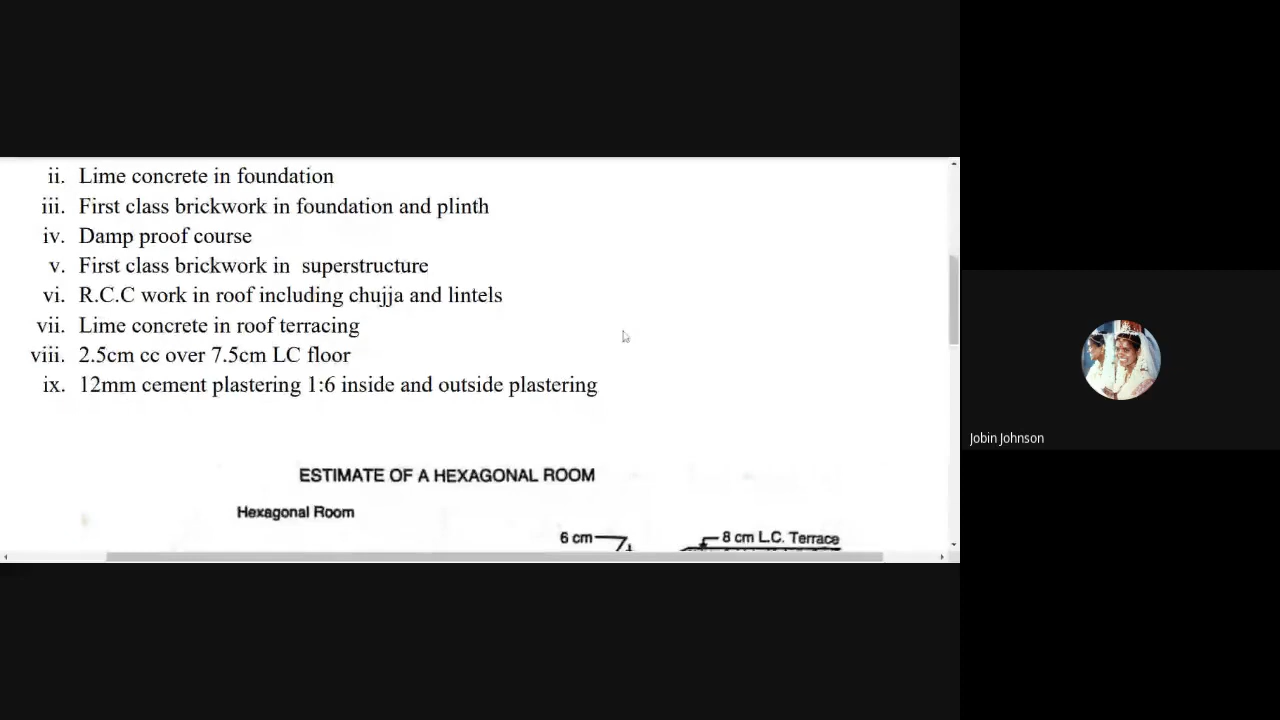 ii. Lime concrete in foundation
iii. First class brickwork in foundation and plinth
iv. Damp proof course
v. First class brickwork in superstructure
vi. R.C.C work in roof including chujja and lintels
vii. Lime concrete in roof terracing
viii. 2.5cm cc over 7.5cm LC floor
ix. 12mm cement plastering 1:6 inside and outside plastering
ESTIMATE OF A HEXAGONAL ROOM
Hexagonal Room
6 cm
8 cm L.C. Terrace
Jobin Johnson